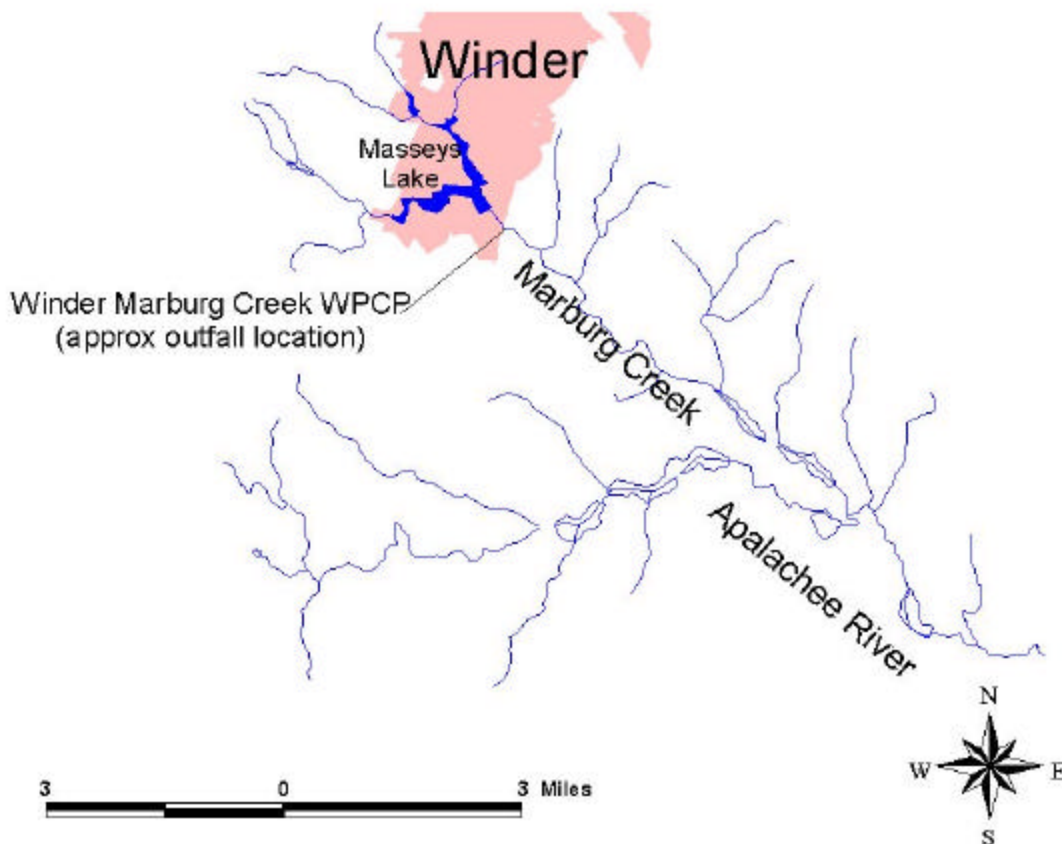 Winder
Masseys
Lake
Winder Marburg Creek WPCP
(approx outfall location)
Marburg Creek
Apalachee River
N
W E
S
3 0 3 Miles